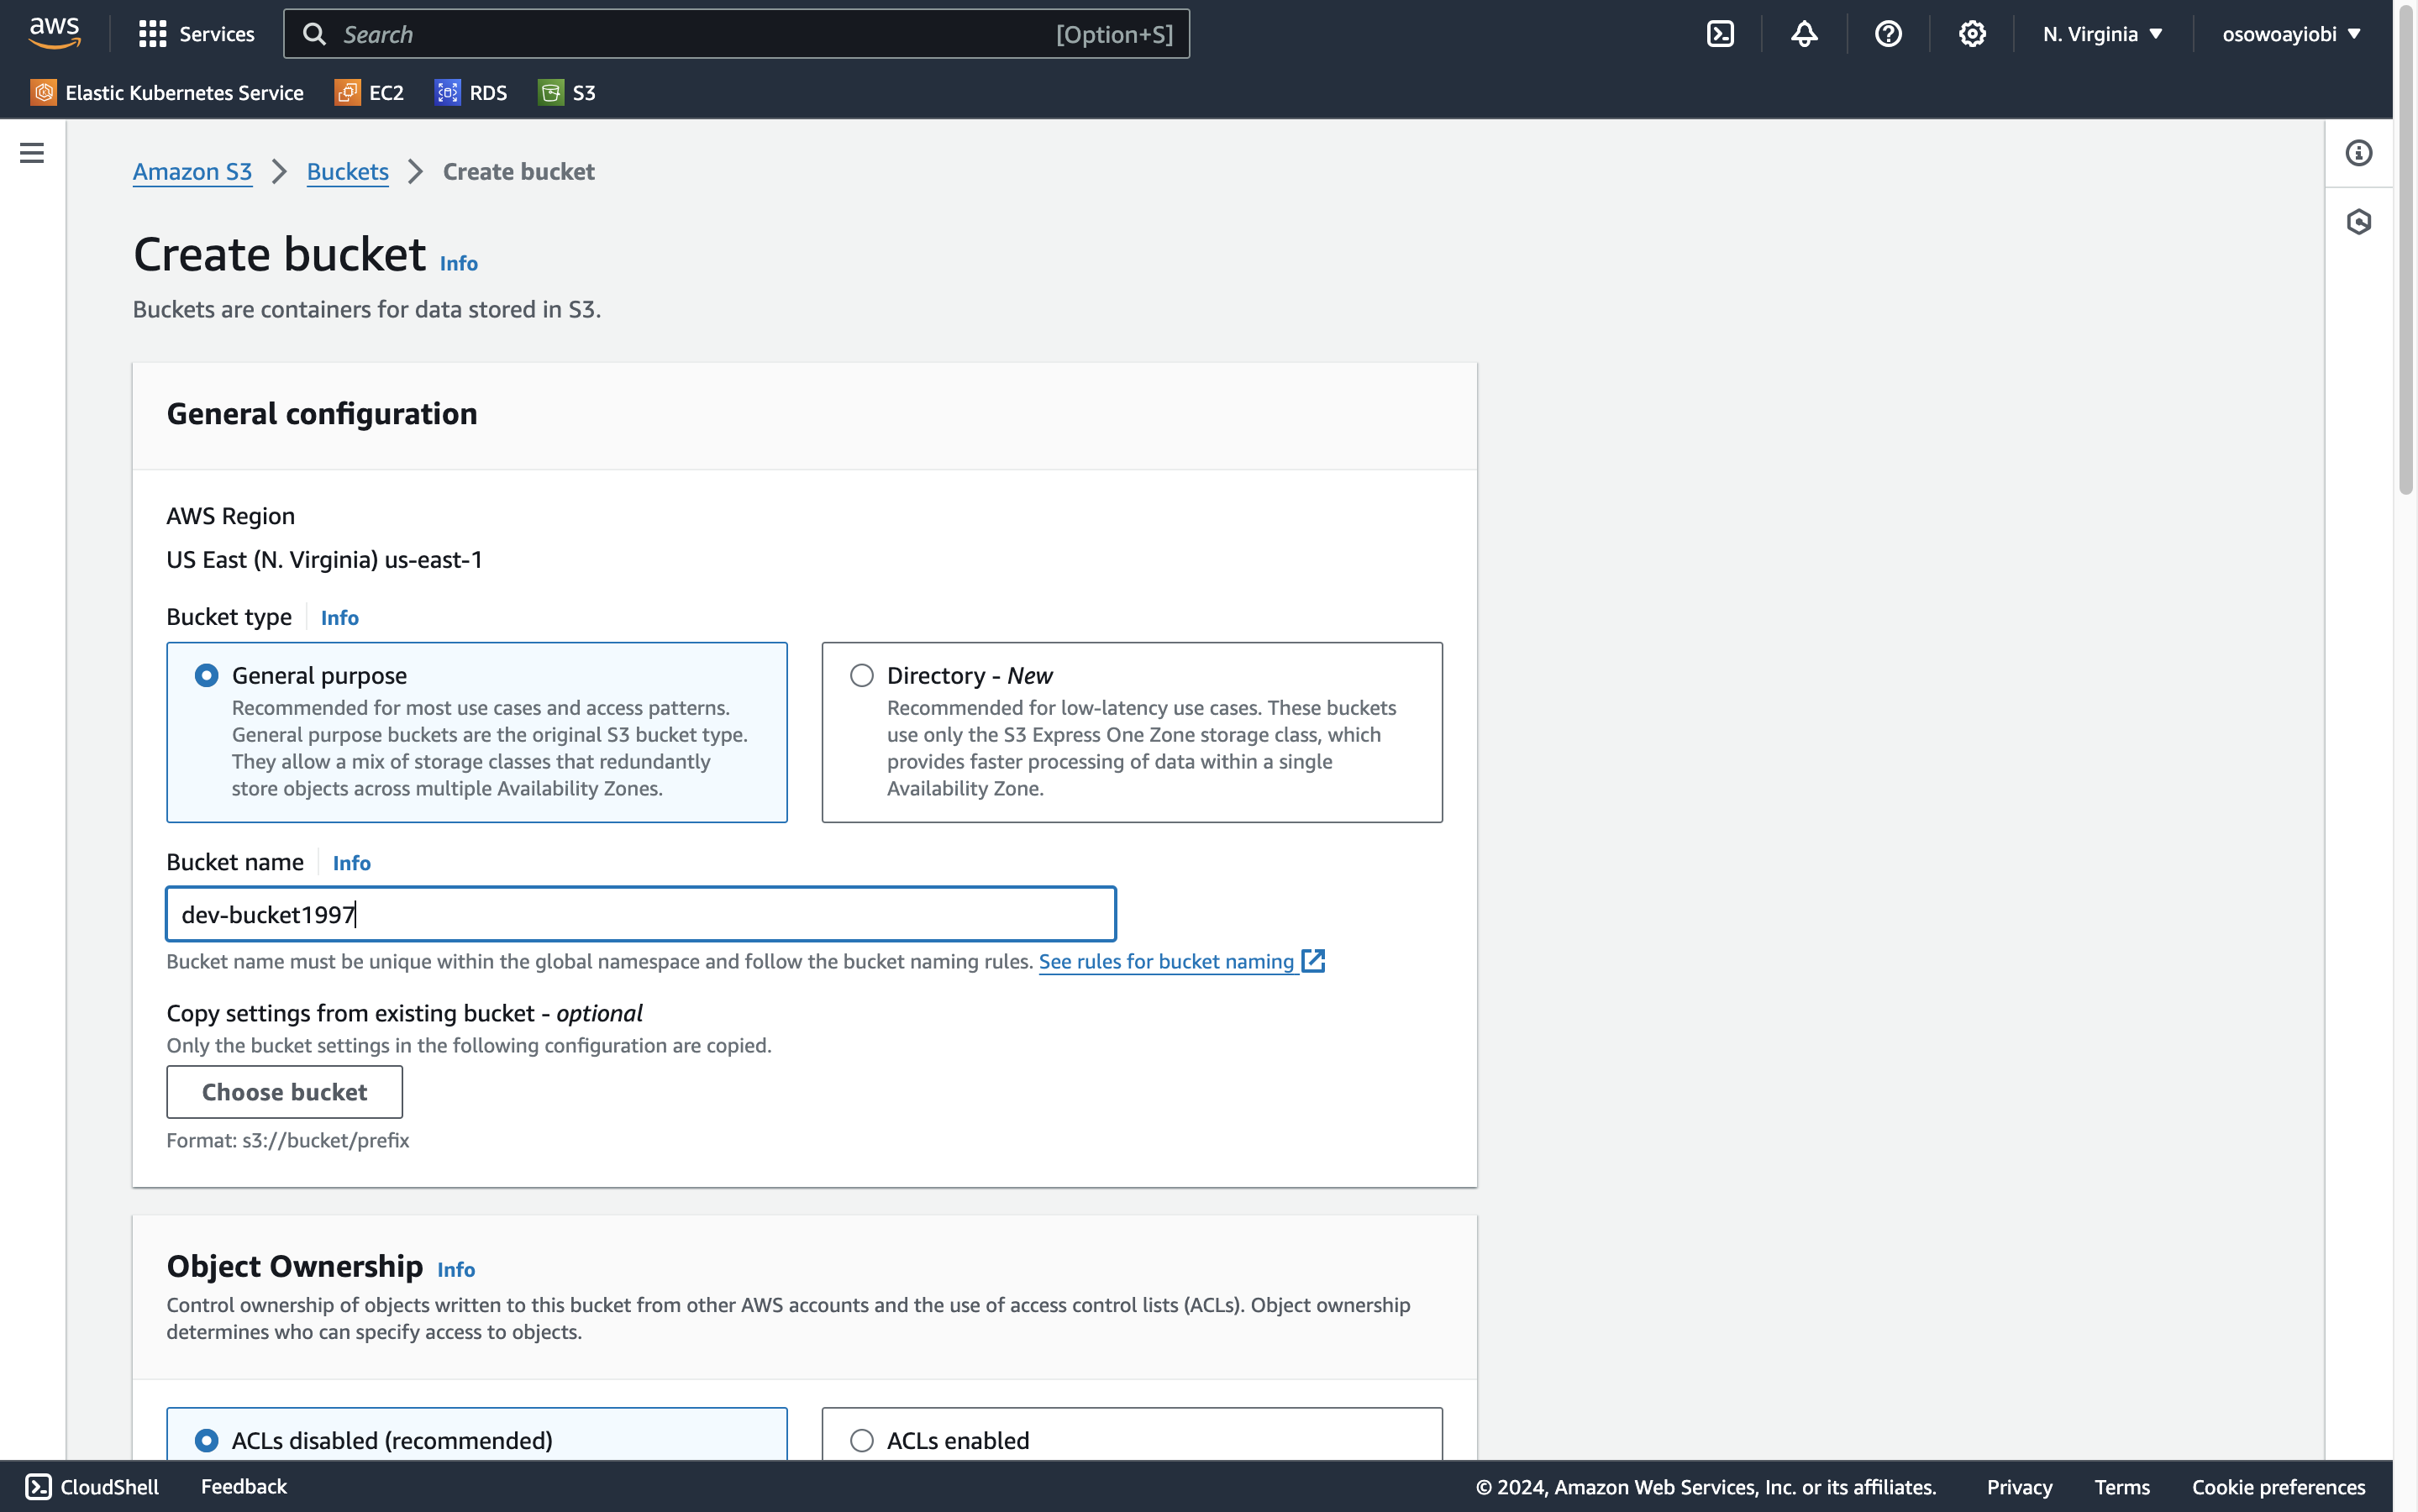 aws
Services
Search
[Option+S]
N. Virginia
osowoayiobi
Elastic Kubernetes Service
EC2
RDS
S3
Amazon S3
Buckets
Create bucket
Create bucket Info
Buckets are containers for data stored in S3.
General configuration
AWS Region
US East (N. Virginia) us-east-1
Bucket type
Info
General purpose
Recommended for most use cases and access patterns.
General purpose buckets are the original S3 bucket type.
They allow a mix of storage classes that redundantly
store objects across multiple Availability Zones.
Directory - New
Recommended for low-latency use cases. These buckets
use only the S3 Express One Zone storage class, which
provides faster processing of data within a single
Availability Zone.
Bucket name
Info
dev-bucket1997
Bucket name must be unique within the global namespace and follow the bucket naming rules. See rules for bucket naming
Copy settings from existing bucket - optional
Only the bucket settings in the following configuration are copied.
Choose bucket
Format: s3://bucket/prefix
Object Ownership Info
Control ownership of objects written to this bucket from other AWS accounts and the use of access control lists (ACLs). Object ownership
determines who can specify access to objects.
ACLs disabled (recommended)
ACLs enabled
CloudShell
Feedback
© 2024, Amazon Web Services, Inc. or its affiliates.
Privacy
Terms
Cookie preferences